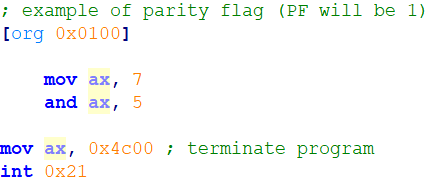 ; example of parity flag (PF will be 1)
[org 0x0100]
mov ax, 7
and ax, 5
mov ax, 0x4c00 ; terminate program
int 0x21